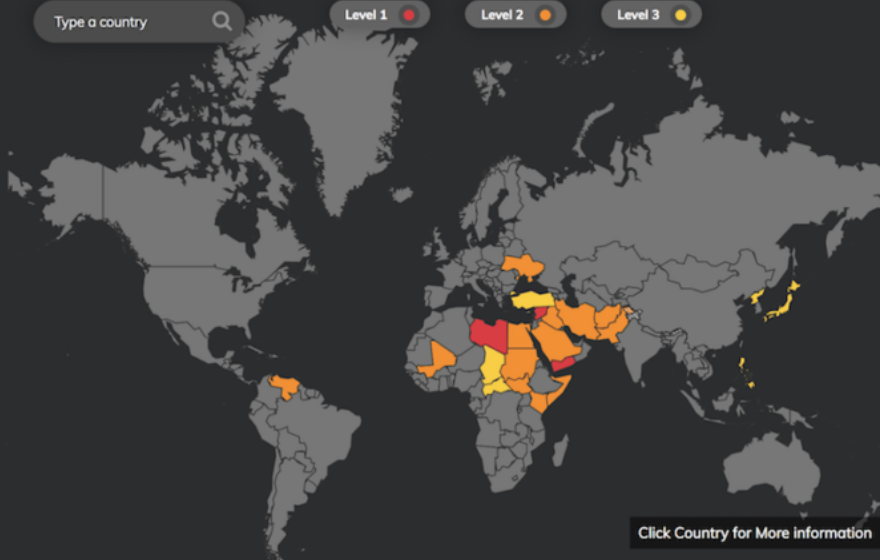 Type a country
Level 1
Level 2
Level 3
Click Country for More information